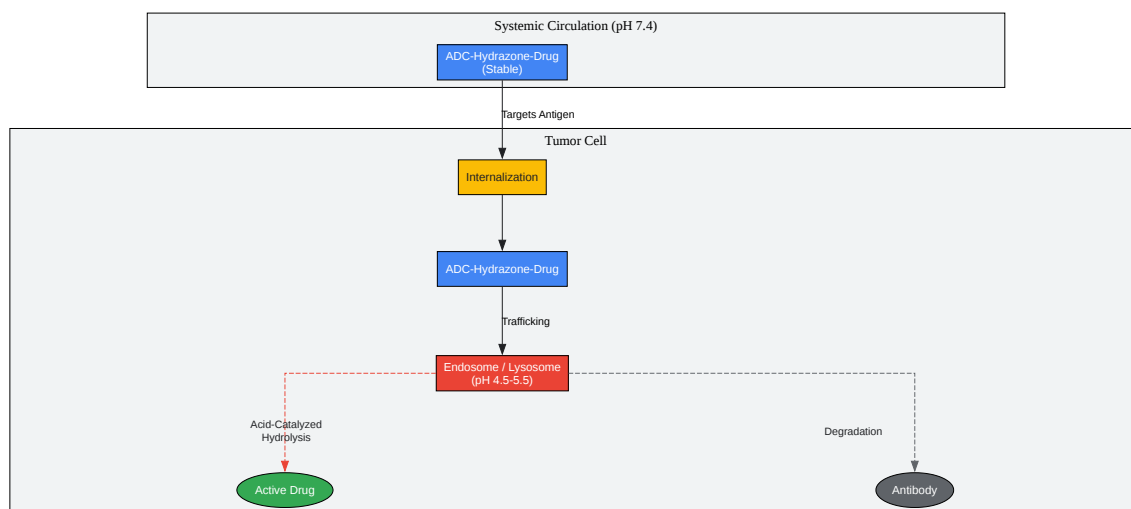 Systemic Circulation (pH 7.4)
ADC-Hydrazone-Drug
(Stable)
Targets Antigen
Tumor Cell
Internalization
ADC-Hydrazone-Drug
Trafficking
Endosome / Lysosome
(pH 4.5-5.5)
Acid-Catalyzed
Hydrolysis
Degradation
Active Drug
Antibody